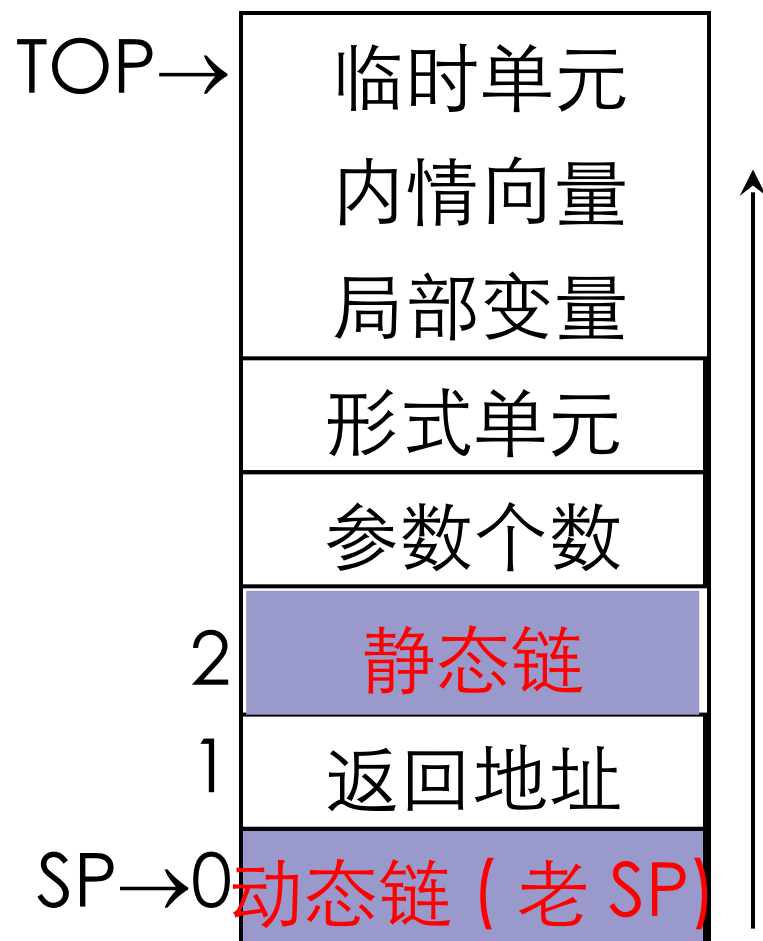 TOP→ 临时单元
内情向量
局部变量
形式单元
参数个数
2 静态链
1 返回地址
SP→0 动态链 ( 老 SP)